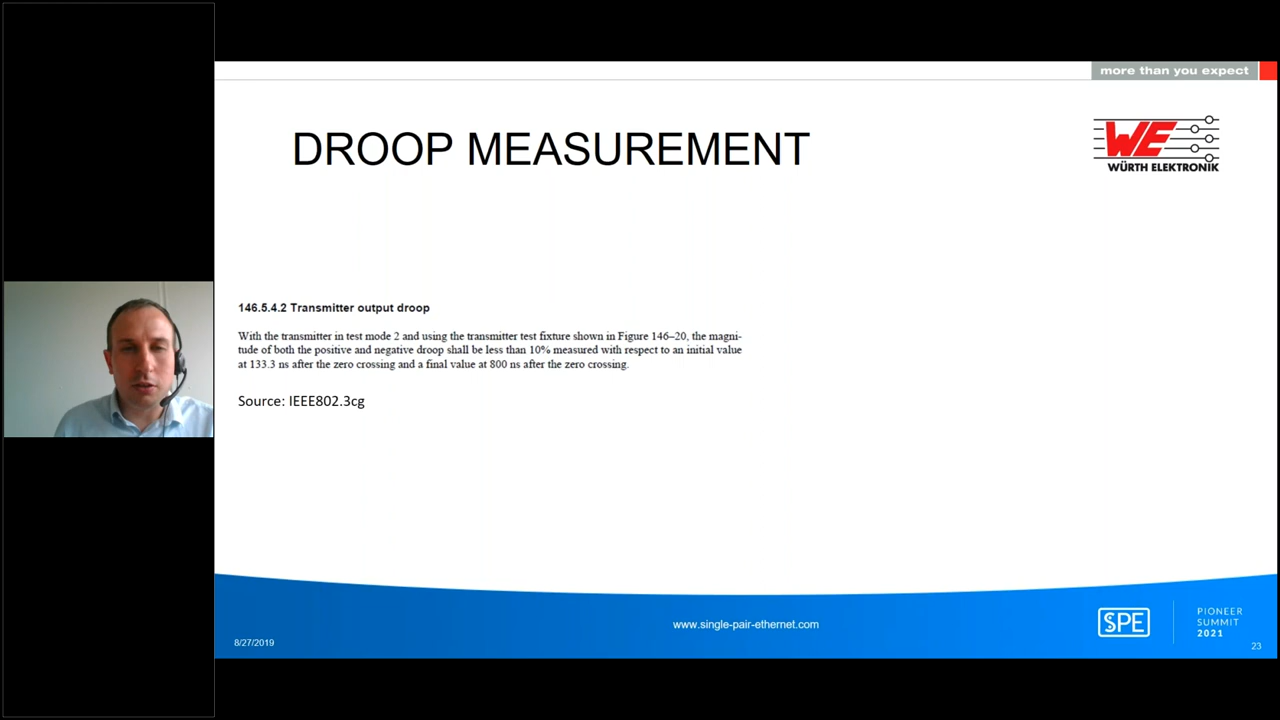 more than you expect
DROOP MEASUREMENT
WE
WÜRTH ELEKTRONIK
146.5.4.2 Transmitter output droop
With the transmitter in test mode 2 and using the transmitter test fixture shown in Figure 146–20, the magni-
tude of both the positive and negative droop shall be less than 10% measured with respect to an initial value
at 133.3 ns after the zero crossing and a final value at 800 ns after the zero crossing.
Source: IEEE802.3cg
www.single-pair-ethernet.com
SPE
PIONEER
SUMMIT
2021
8/27/2019
23